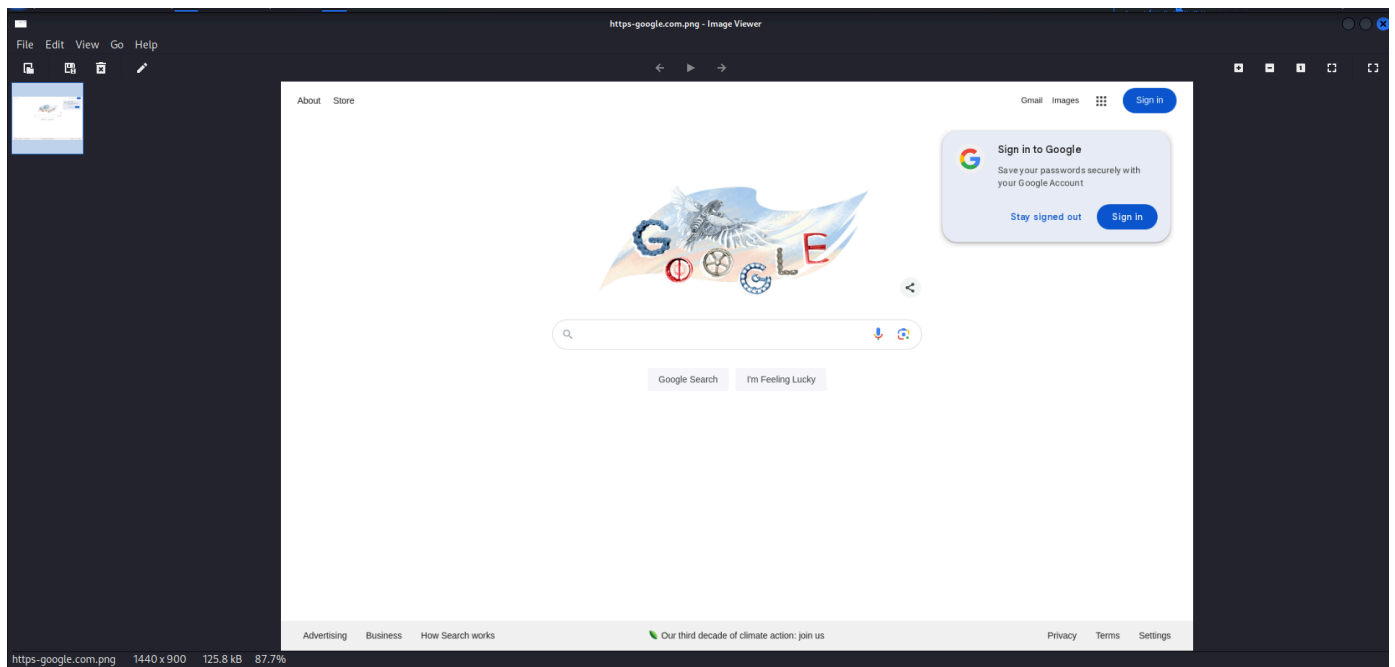 https-google.com.png - Image Viewer
File Edit View Go Help
About Store
Gmail Images Sign in
Sign in to Google
Save your passwords securely with
your Google Account
Stay signed out Sign in
GOOGLE
Google Search I'm Feeling Lucky
Advertising Business How Search works Our third decade of climate action: join us Privacy Terms Settings
https-google.com.png 1440 x 900 125.8 kB 87.7%